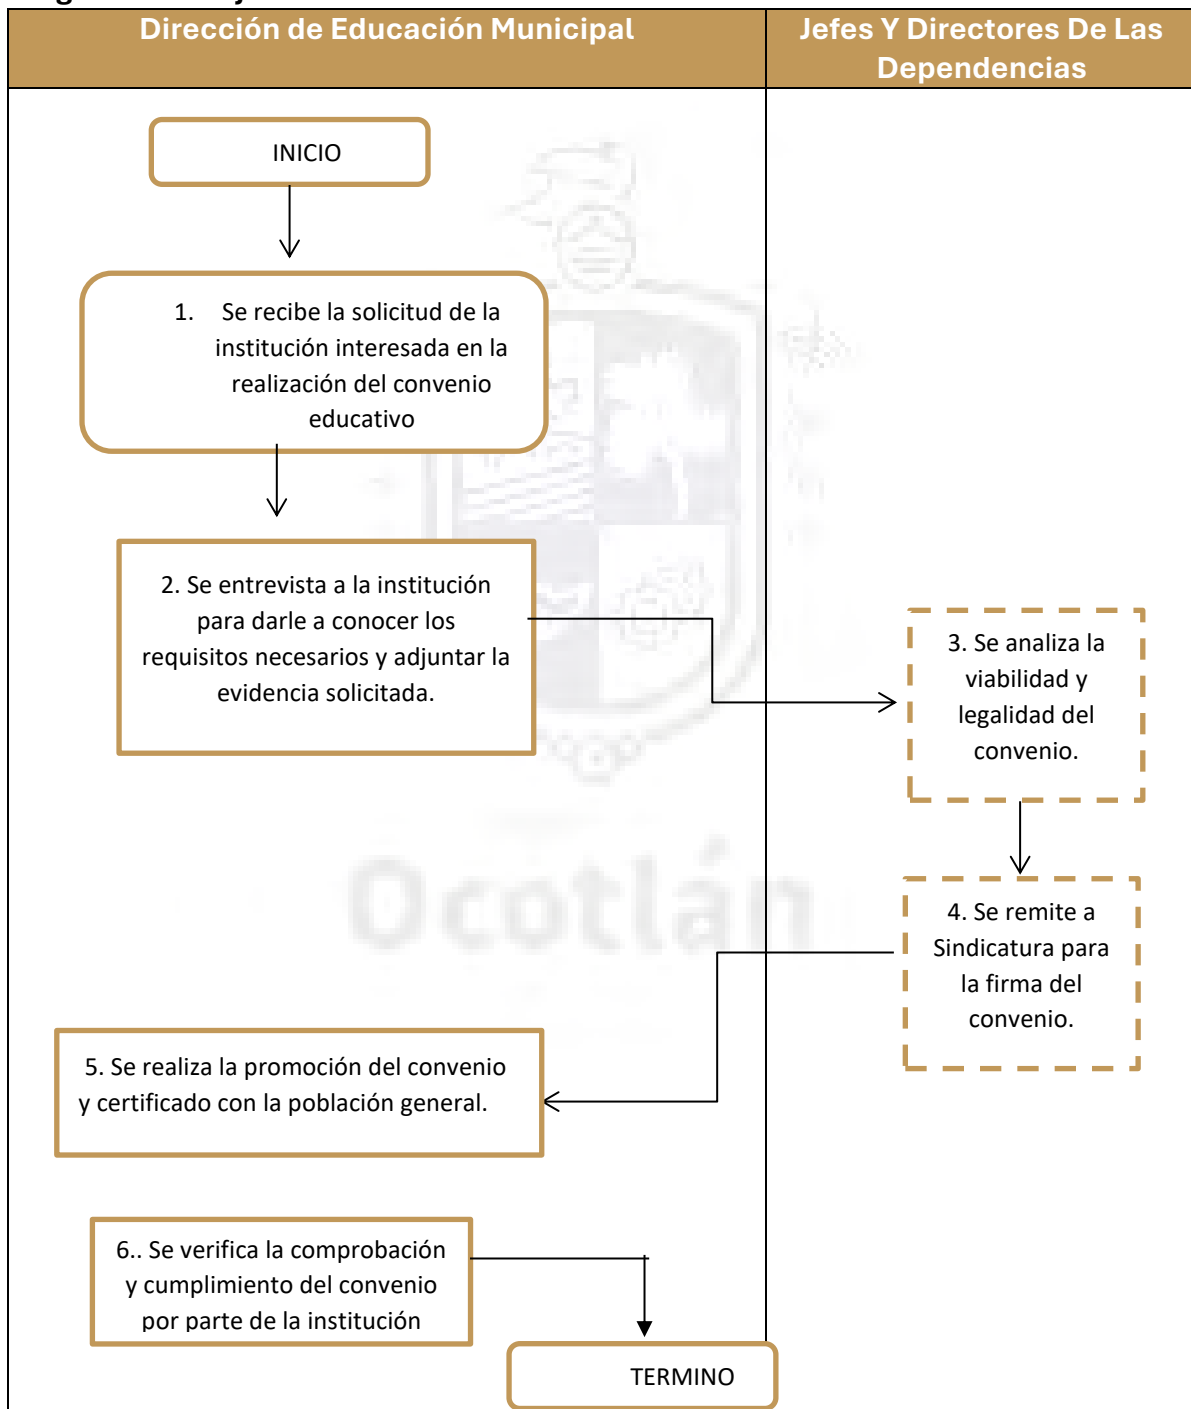 Dirección de Educación Municipal
Jefes Y Directores De Las
Dependencias
INICIO
1. Se recibe la solicitud de la
institución interesada en la
realización del convenio
educativo
2. Se entrevista a la institución
para darle a conocer los
requisitos necesarios y adjuntar la
evidencia solicitada.
3. Se analiza la
viabilidad y
legalidad del
convenio.
4. Se remite a
Sindicatura para
la firma del
convenio.
Ocotlán
5. Se realiza la promoción del convenio
y certificado con la población general.
6.. Se verifica la comprobación
y cumplimiento del convenio
por parte de la institución
TERMINO